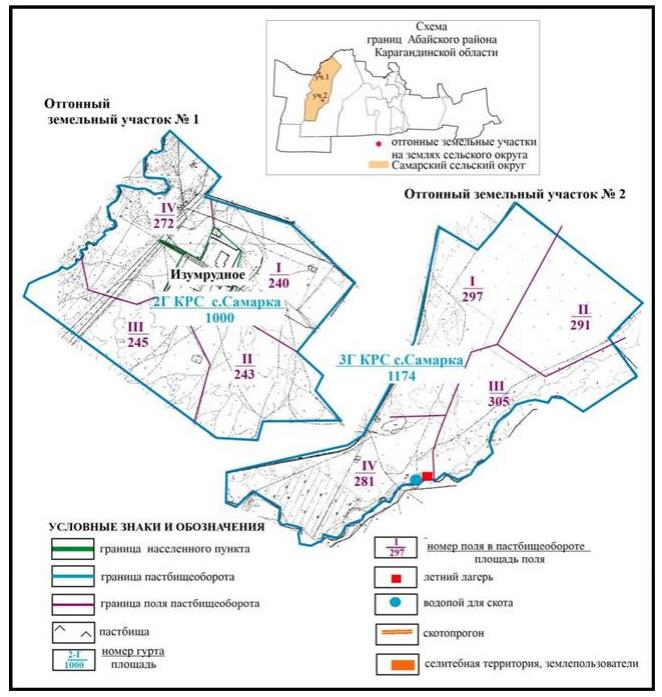 Схема
границ Абайского района
Карагандинской области
уч.1
уч.2
отгонные земельные участки
на землях сельского округа
Самарский сельский округ
Отгонный
земельный участок № 1
IV
272
Изумрудное
I
240
2Г КРС с.Самарка
1000
III
245
II
243
Отгонный земельный участок № 2
I
297
II
291
3Г КРС с.Самарка
1174
III
305
IV
281
УСЛОВНЫЕ ЗНАКИ И ОБОЗНАЧЕНИЯ
граница населенного пункта
граница пастбищеоборота
граница поля пастбищеоборота
пастбища
2-Г
1000
номер гурта
площадь
I
297
номер поля в пастбищеобороте
площадь поля
летний лагерь
водопой для скота
скотопрогон
селитебная территория, землепользователи